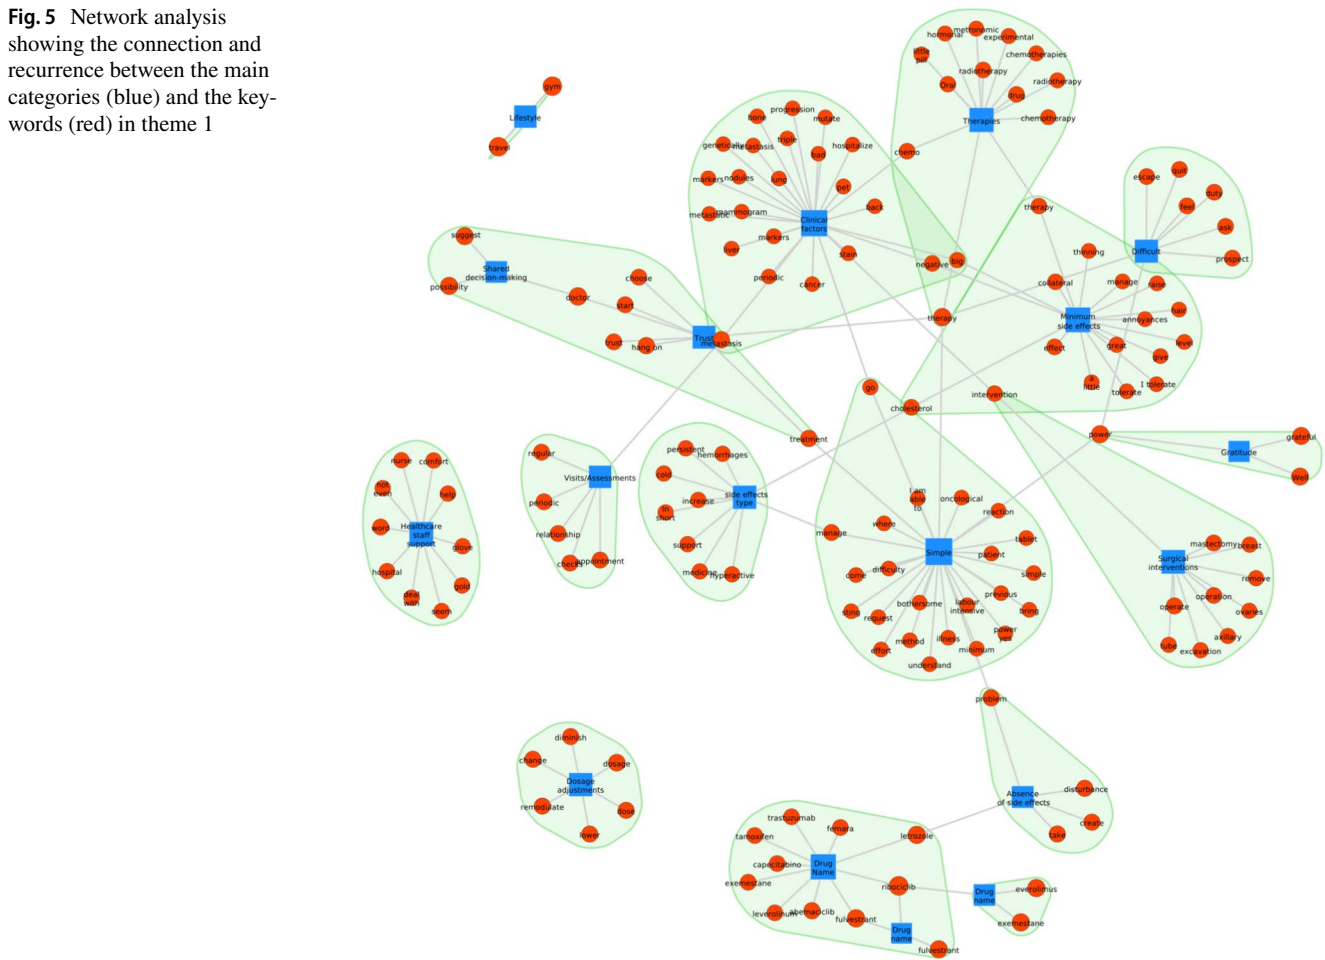 Fig. 5 Network analysis
showing the connection and
recurrence between the main
categories (blue) and the key-
words (red) in theme 1
gym
Lifestyle
travel
metronomic
hormonal
experimental
little
pill
chemotherapies
radiotherapy
radiotherapy
Oral
drug
Therapies
chemotherapy
chemo
therapy
progression
bone
mutate
triple
genetically
metastasis
bad
hospitalize
markers
nodules
lung
pet
metastatic
mammogram
back
Clinical
factors
markers
liver
stain
periodic
cancer
negative
big
escape
quit
duty
feel
ask
Difficult
prospect
thinning
collateral
manage
raise
hair
Minimum
side effects
annoyances
effect
great
level
give
a
little
I tolerate
tolerate
therapy
suggest
Shared
decision-making
possibility
choose
doctor
start
trust
hang on
Trust
metastasis
go
cholesterol
intervention
treatment
power
grateful
Gratitude
Well
nurse
comfort
not
even
help
word
Healthcare
staff
support
glove
hospital
deal
with
gold
seem
regular
Visits/Assessments
periodic
relationship
checks
appointment
persistent
hemorrhages
cold
side effects
type
increase
In
short
support
medicine
hyperactive
manage
I am
able
to
oncological
where
reaction
tablet
Simple
patient
come
difficulty
simple
previous
sting
bothersome
labour
intensive
bring
request
power
yes
method
illness
effort
minimum
understand
mastectomy
breast
Surgical
interventions
remove
operation
operate
ovaries
axillary
tube
excavation
problem
diminish
change
dosage
Dosage
adjustments
remodulate
dose
lower
Absence
of side effects
disturbance
create
take
trastuzumab
femara
tamoxifen
letrozole
capecitabino
Drug
Name
exemestane
ribociclib
leverolinum
abemaciclib
fulvestrant
Drug
name
fulvestrant
Drug
name
everolimus
exemestane